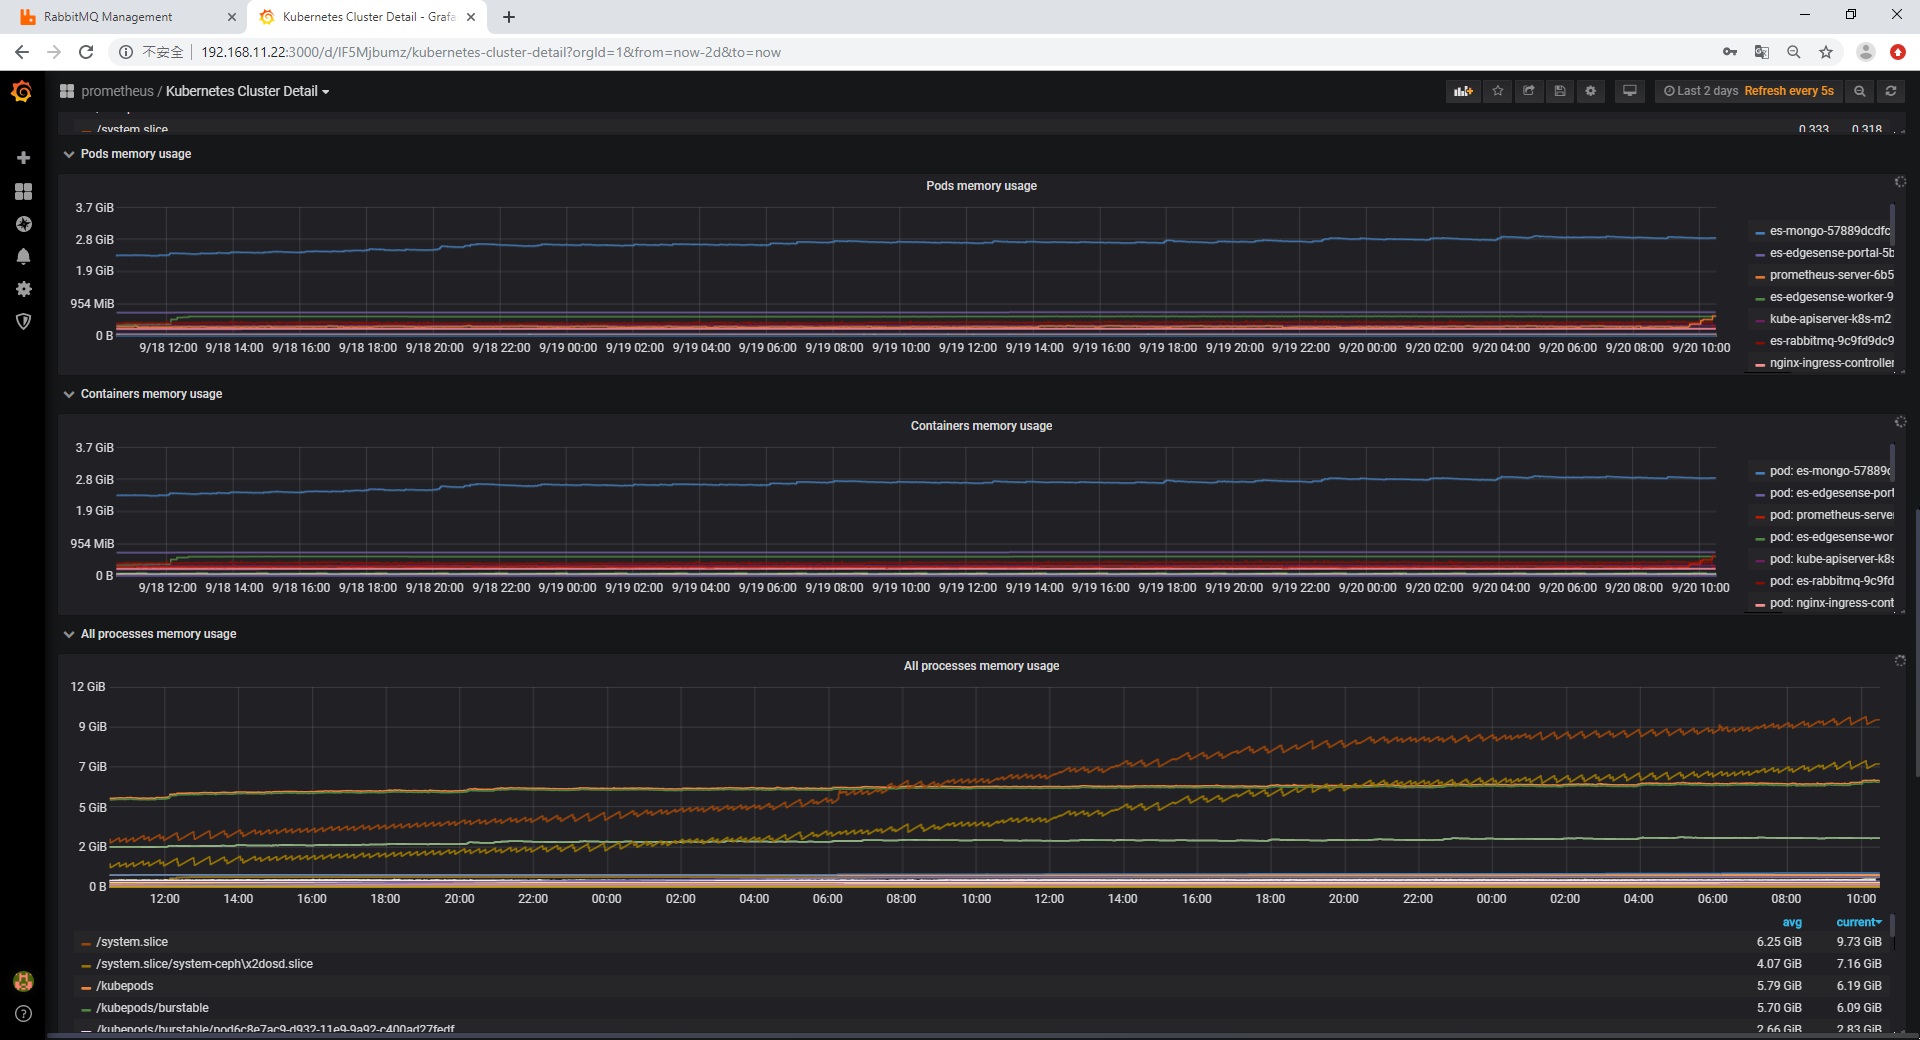 RabbitMQ Management
Kubernetes Cluster Detail - Grafa
不安全
192.168.11.22:3000/d/IF5Mjbumz/kubernetes-cluster-detail?orgId=1&from=now-2d&to=now
prometheus / Kubernetes Cluster Detail
Last 2 days Refresh every 5s
/system.slice 0.333 0.318
Pods memory usage
Pods memory usage
3.7 GiB
2.8 GiB
1.9 GiB
954 MiB
0 B
9/18 12:00 9/18 14:00 9/18 16:00 9/18 18:00 9/18 20:00 9/18 22:00 9/19 00:00 9/19 02:00 9/19 04:00 9/19 06:00 9/19 08:00 9/19 10:00 9/19 12:00 9/19 14:00 9/19 16:00 9/19 18:00 9/19 20:00 9/19 22:00 9/20 00:00 9/20 02:00 9/20 04:00 9/20 06:00 9/20 08:00 9/20 10:00
es-mongo-57889dcdfc
es-edgesense-portal-5b
prometheus-server-6b5
es-edgesense-worker-9
kube-apiserver-k8s-m2
es-rabbitmq-9c9fd9dc9
nginx-ingress-controller
Containers memory usage
Containers memory usage
3.7 GiB
2.8 GiB
1.9 GiB
954 MiB
0 B
9/18 12:00 9/18 14:00 9/18 16:00 9/18 18:00 9/18 20:00 9/18 22:00 9/19 00:00 9/19 02:00 9/19 04:00 9/19 06:00 9/19 08:00 9/19 10:00 9/19 12:00 9/19 14:00 9/19 16:00 9/19 18:00 9/19 20:00 9/19 22:00 9/20 00:00 9/20 02:00 9/20 04:00 9/20 06:00 9/20 08:00 9/20 10:00
pod: es-mongo-57889c
pod: es-edgesense-port
pod: prometheus-server
pod: es-edgesense-wor
pod: kube-apiserver-k8s
pod: es-rabbitmq-9c9fd
pod: nginx-ingress-cont
All processes memory usage
All processes memory usage
12 GiB
9 GiB
7 GiB
5 GiB
2 GiB
0 B
12:00 14:00 16:00 18:00 20:00 22:00 00:00 02:00 04:00 06:00 08:00 10:00 12:00 14:00 16:00 18:00 20:00 22:00 00:00 02:00 04:00 06:00 08:00 10:00
avg current
/system.slice 6.25 GiB 9.73 GiB
/system.slice/system-ceph\x2dosd.slice 4.07 GiB 7.16 GiB
/kubepods 5.79 GiB 6.19 GiB
/kubepods/burstable 5.70 GiB 6.09 GiB
/kubepods/burstable/pod6c8e7ac9-d932-11e9-9a92-c400ad27fedf 2.66 GiB 2.83 GiB